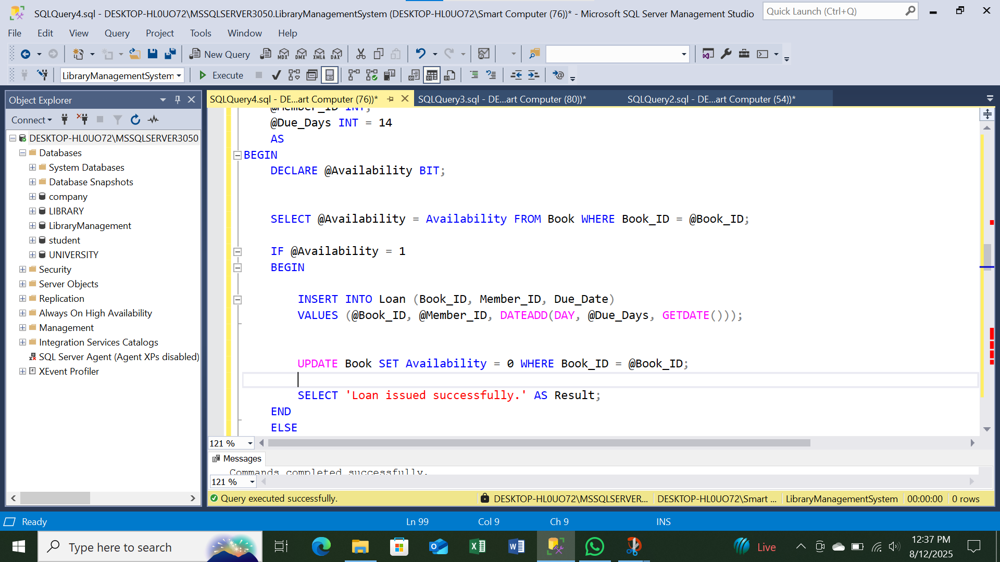 SQLQuery4.sql - DESKTOP-HL0UO72\MSSQLSERVER3050.LibraryManagementSystem (DESKTOP-HL0UO72\Smart Computer (76))* - Microsoft SQL Server Management Studio
Quick Launch (Ctrl+Q)
File Edit View Query Project Tools Window Help
New Query
MDX DMX XMLA DAX
LibraryManagementSystem
Execute
Object Explorer
SQLQuery4.sql - DE...art Computer (76))*
SQLQuery3.sql - DE...art Computer (80))*
SQLQuery2.sql - DE...art Computer (54))*
Connect
DESKTOP-HL0UO72\MSSQLSERVER3050
Databases
System Databases
Database Snapshots
company
LIBRARY
LibraryManagement
student
UNIVERSITY
Security
Server Objects
Replication
Always On High Availability
Management
Integration Services Catalogs
SQL Server Agent (Agent XPs disabled)
XEvent Profiler
@Member_ID INT,
@Due_Days INT = 14
AS
BEGIN
DECLARE @Availability BIT;
SELECT @Availability = Availability FROM Book WHERE Book_ID = @Book_ID;
IF @Availability = 1
BEGIN
INSERT INTO Loan (Book_ID, Member_ID, Due_Date)
VALUES (@Book_ID, @Member_ID, DATEADD(DAY, @Due_Days, GETDATE()));
UPDATE Book SET Availability = 0 WHERE Book_ID = @Book_ID;
SELECT 'Loan issued successfully.' AS Result;
END
ELSE
121 %
Messages
Commands completed successfully.
121 %
Query executed successfully.
DESKTOP-HL0UO72\MSSQLSERVER... DESKTOP-HL0UO72\Smart ... LibraryManagementSystem 00:00:00 0 rows
Ready
Ln 99 Col 9 Ch 9 INS
Type here to search
Live
12:37 PM
8/12/2025